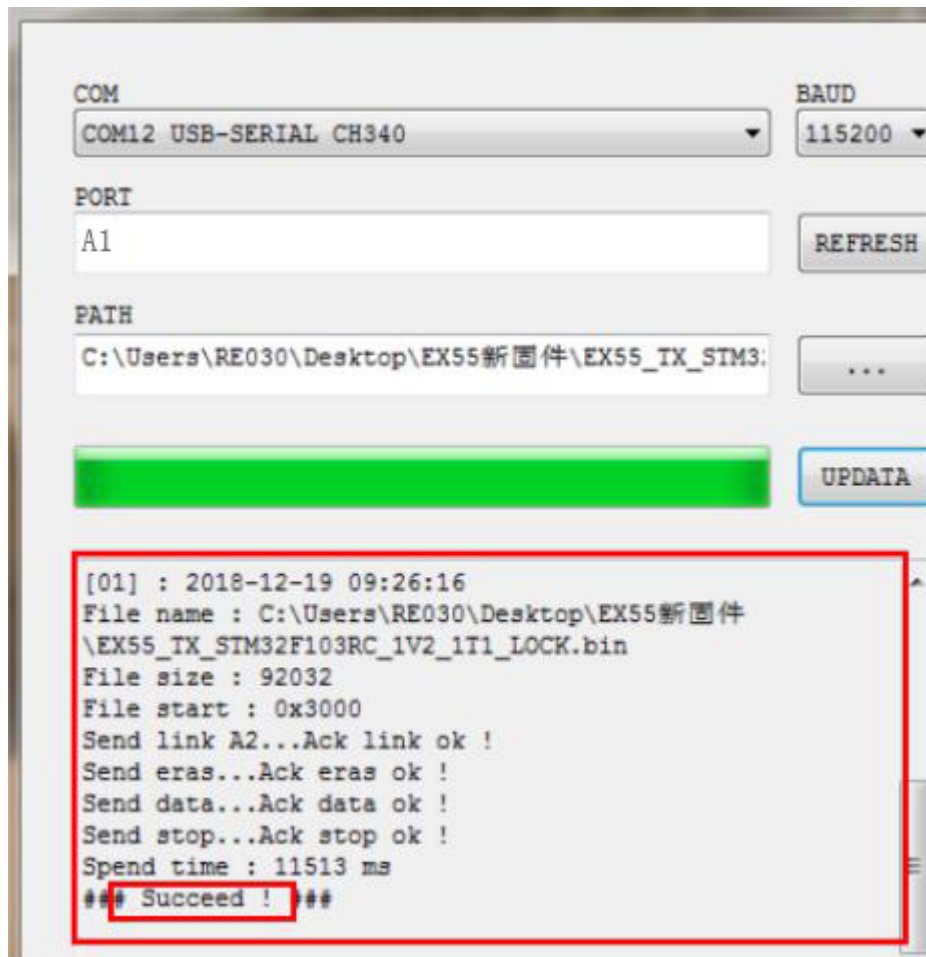 COM
BAUD
COM12 USB-SERIAL CH340
115200
PORT
A1
REFRESH
PATH
C:\Users\RE030\Desktop\EX55新固件\EX55_TX_STM32
...
UPDATA
[01] : 2018-12-19 09:26:16
File name : C:\Users\RE030\Desktop\EX55新固件
\EX55_TX_STM32F103RC_1V2_1T1_LOCK.bin
File size : 92032
File start : 0x3000
Send link A2...Ack link ok !
Send eras...Ack eras ok !
Send data...Ack data ok !
Send stop...Ack stop ok !
Spend time : 11513 ms
### Succeed ! ###